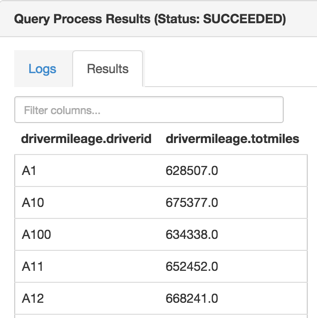 Query Process Results (Status: SUCCEEDED)
Logs Results
Filter columns...
drivermileage.driverid drivermileage.totmiles
A1 628507.0
A10 675377.0
A100 634338.0
A11 652452.0
A12 668241.0